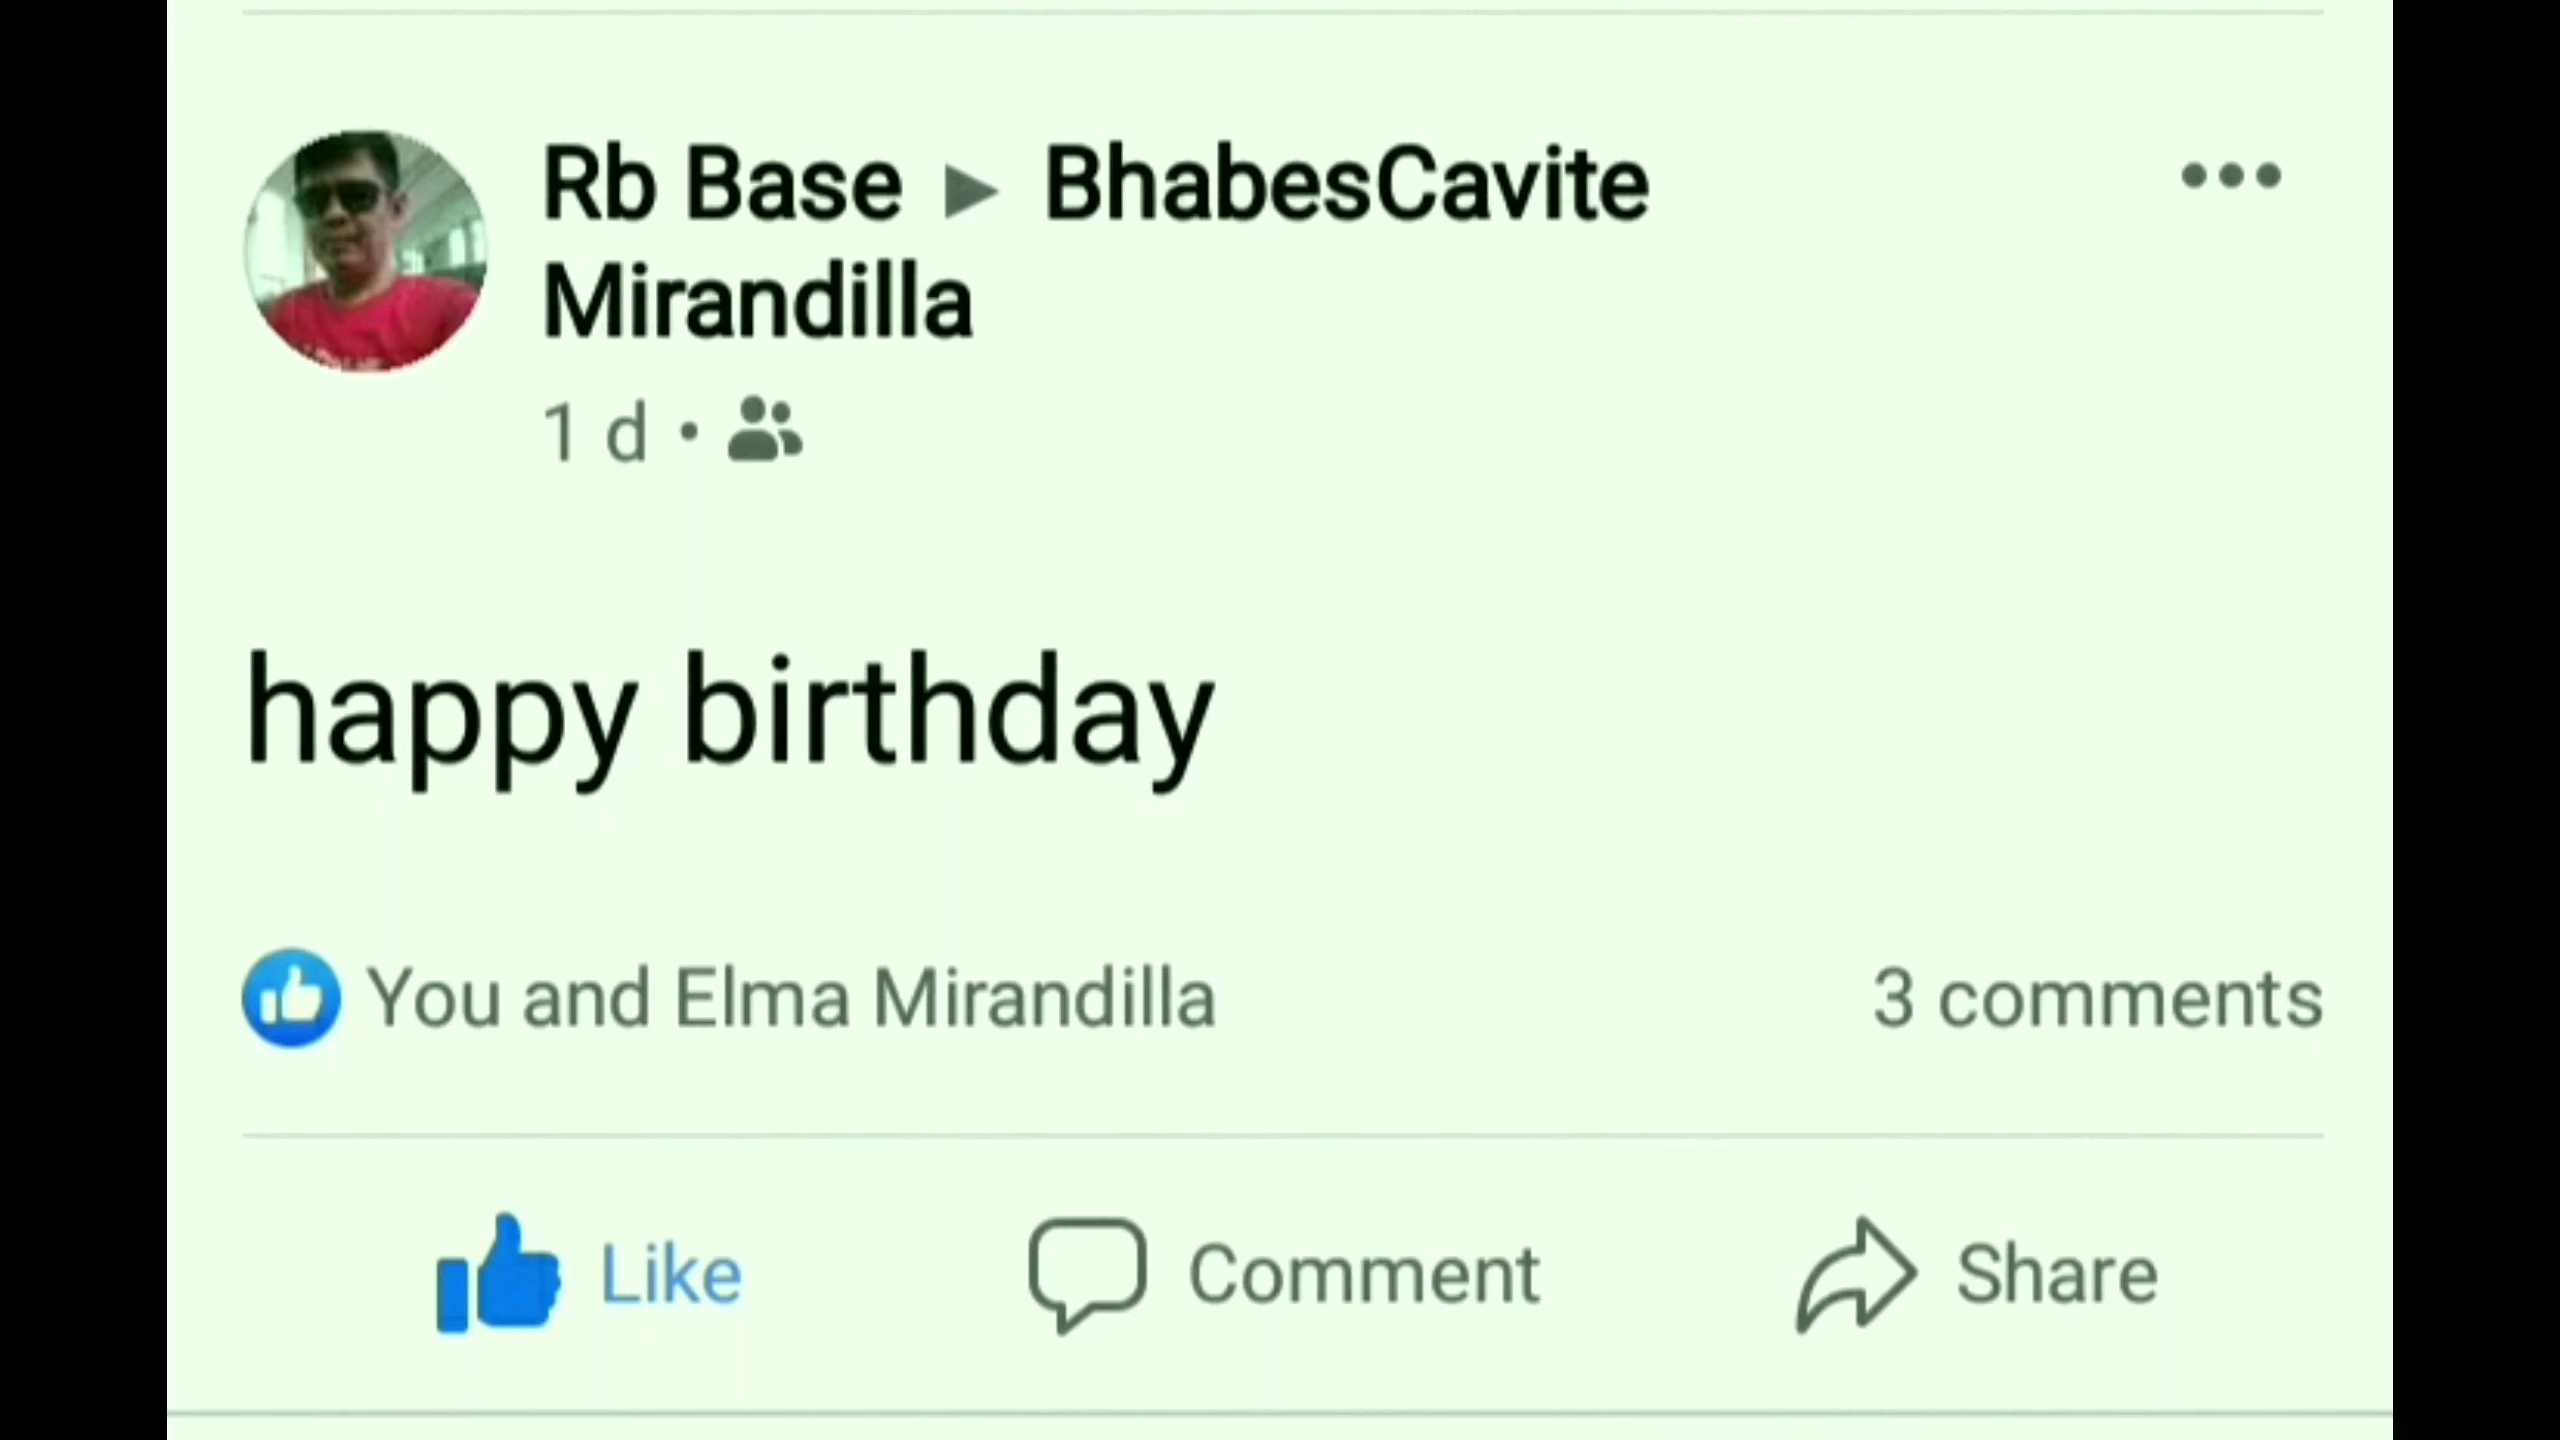 Rb Base ▶ BhabesCavite
Mirandilla
1 d •
happy birthday
You and Elma Mirandilla
3 comments
Like
Comment
Share